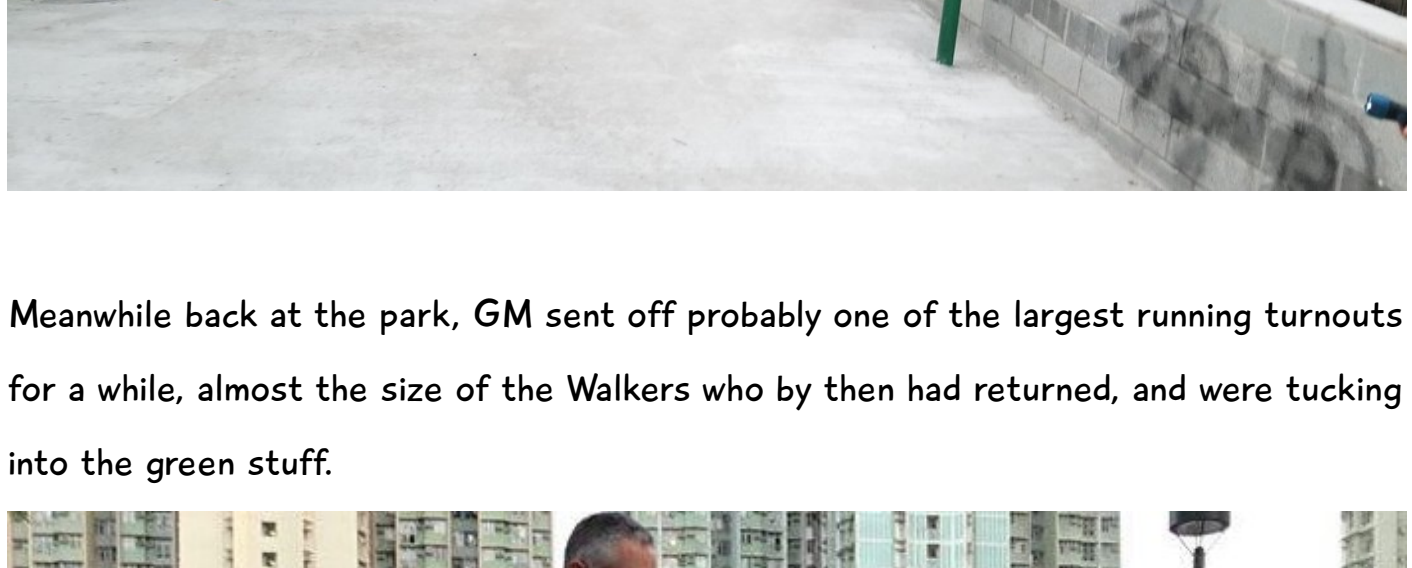 Meanwhile back at the park, GM sent off probably one of the largest running turnouts
for a while, almost the size of the Walkers who by then had returned, and were tucking
into the green stuff.